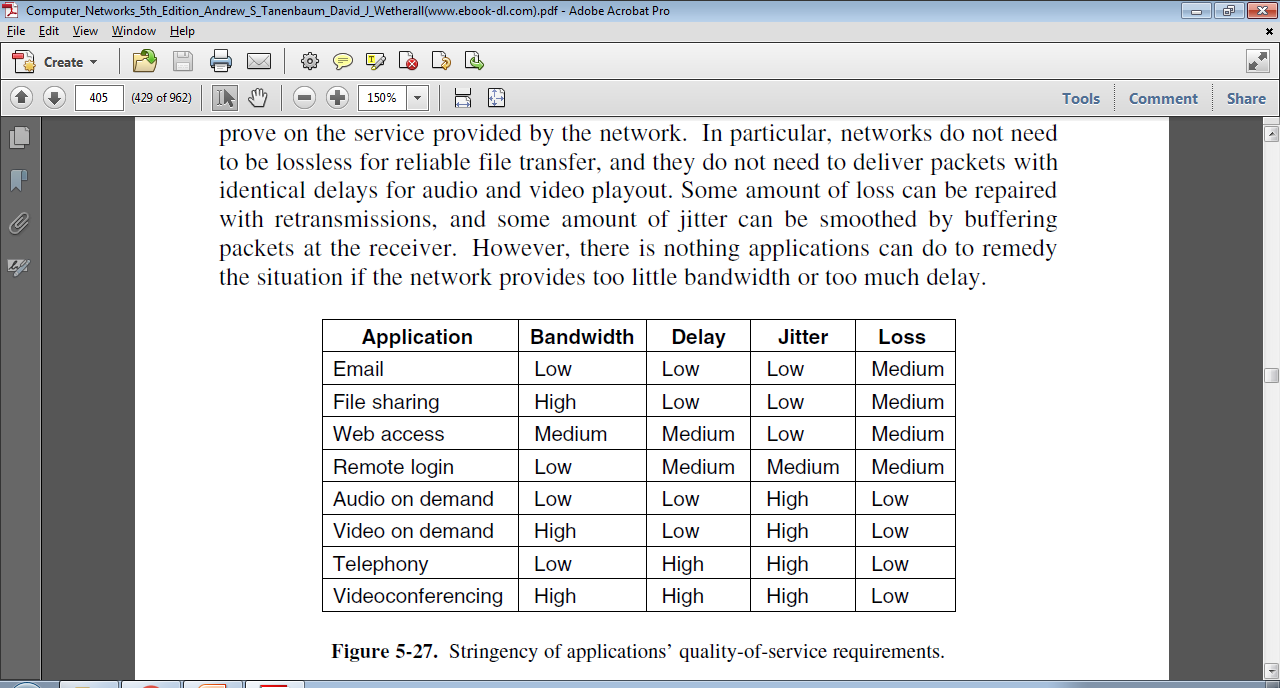 Computer_Networks_5th_Edition_Andrew_S_Tanenbaum_David_J_Wetherall(www.ebook-dl.com).pdf - Adobe Acrobat Pro
File Edit View Window Help
Create
405 (429 of 962) 150% Tools Comment Share
prove on the service provided by the network. In particular, networks do not need
to be lossless for reliable file transfer, and they do not need to deliver packets with
identical delays for audio and video playout. Some amount of loss can be repaired
with retransmissions, and some amount of jitter can be smoothed by buffering
packets at the receiver. However, there is nothing applications can do to remedy
the situation if the network provides too little bandwidth or too much delay.
Application Bandwidth Delay Jitter Loss
Email Low Low Low Medium
File sharing High Low Low Medium
Web access Medium Medium Low Medium
Remote login Low Medium Medium Medium
Audio on demand Low Low High Low
Video on demand High Low High Low
Telephony Low High High Low
Videoconferencing High High High Low
Figure 5-27. Stringency of applications’ quality-of-service requirements.